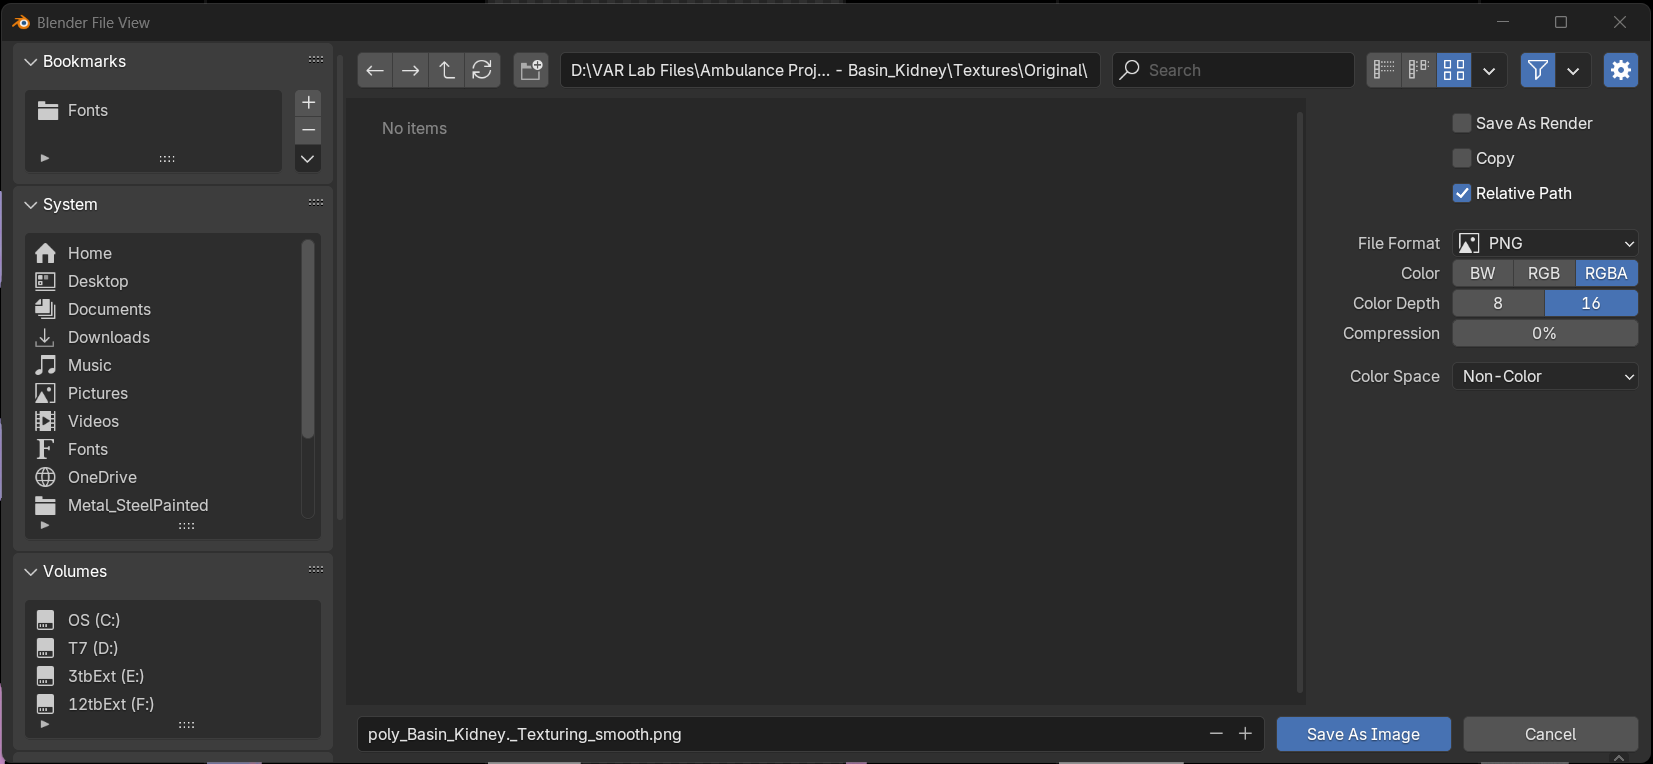 Blender File View
Bookmarks
Fonts
System
Home
Desktop
Documents
Downloads
Music
Pictures
Videos
Fonts
OneDrive
Metal_SteelPainted
Volumes
OS (C:)
T7 (D:)
3tbExt (E:)
12tbExt (F:)
D:\VAR Lab Files\Ambulance Proj... - Basin_Kidney\Textures\Original\
Search
No items
Save As Render
Copy
Relative Path
File Format PNG
Color BW RGB RGBA
Color Depth 8 16
Compression 0%
Color Space Non-Color
poly_Basin_Kidney._Texturing_smooth.png
Save As Image
Cancel